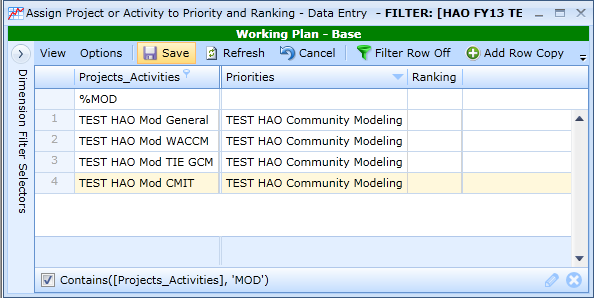 Assign Project or Activity to Priority and Ranking - Data Entry - FILTER: [HAO FY13 TE
Working Plan - Base
View Options Save Refresh Cancel Filter Row Off Add Row Copy
Dimension Filter Selectors
Projects_Activities Priorities Ranking
%MOD
1 TEST HAO Mod General TEST HAO Community Modeling
2 TEST HAO Mod WACCM TEST HAO Community Modeling
3 TEST HAO Mod TIE GCM TEST HAO Community Modeling
4 TEST HAO Mod CMIT TEST HAO Community Modeling
Contains([Projects_Activities], 'MOD')